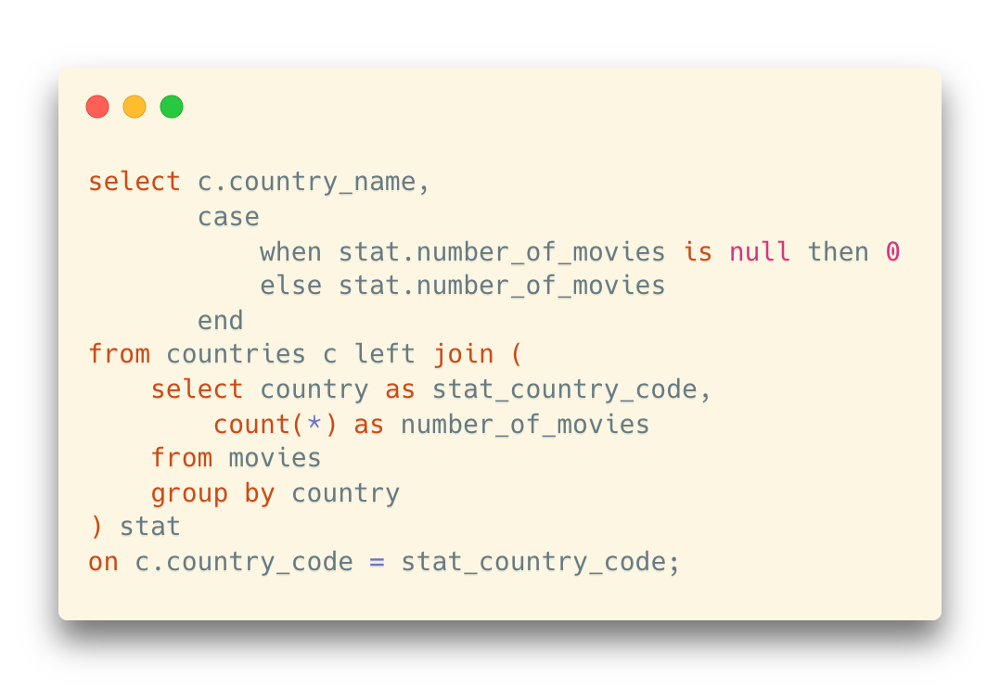 select c.country_name,
       case
           when stat.number_of_movies is null then 0
           else stat.number_of_movies
       end
from countries c left join (
    select country as stat_country_code,
        count(*) as number_of_movies
    from movies
    group by country
) stat
on c.country_code = stat_country_code;